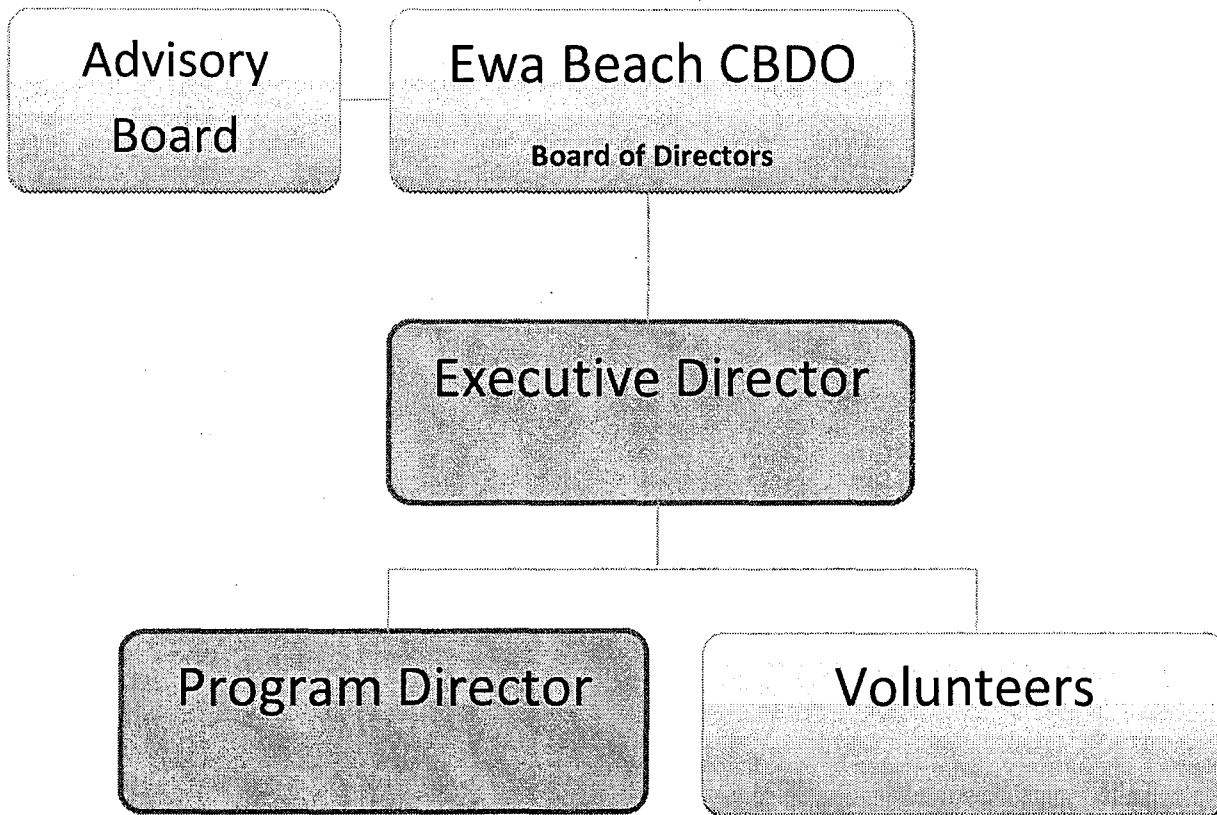 Advisory
Board
Ewa Beach CBDO
Board of Directors
Executive Director
Program Director
Volunteers